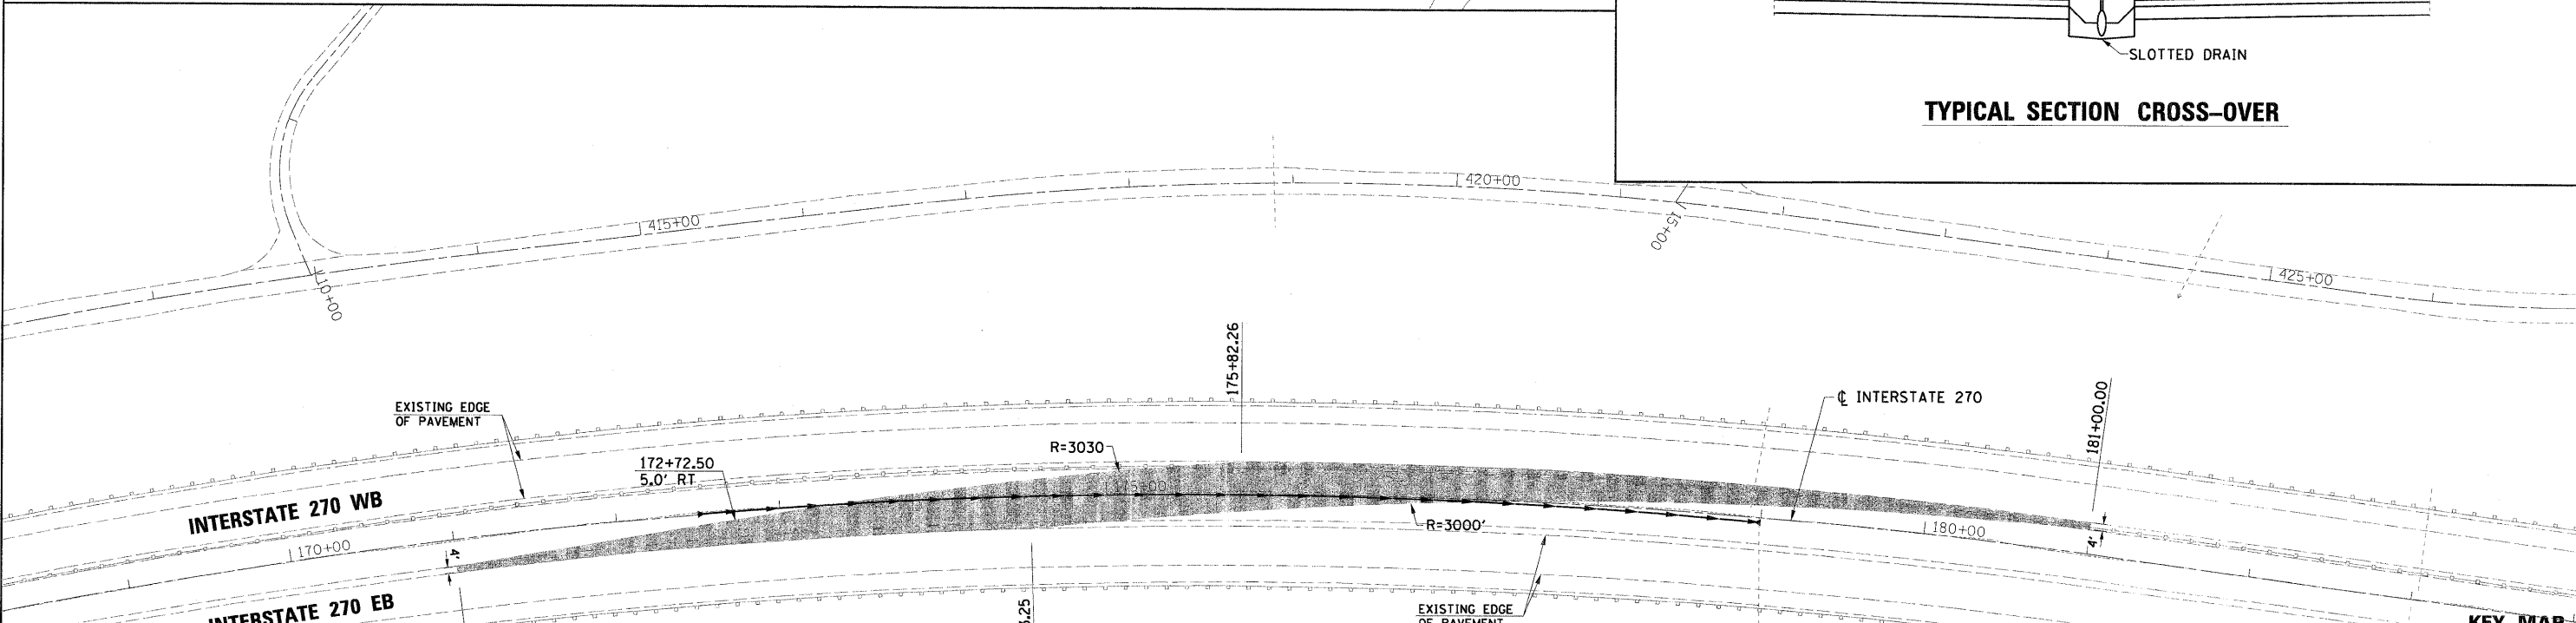 SLOTTED DRAIN
TYPICAL SECTION CROSS–OVER
420+00
415+00
15+00
10+00
425+00
175+82.26
EXISTING EDGE
OF PAVEMENT
℄ INTERSTATE 270
181+00.00
R=3030
172+72.50
5.0' RT
INTERSTATE 270 WB
170+00
R=3000'
180+00
4'
4'
INTERSTATE 270 EB
EXISTING EDGE
OF PAVEMENT
.25
KEY MAP